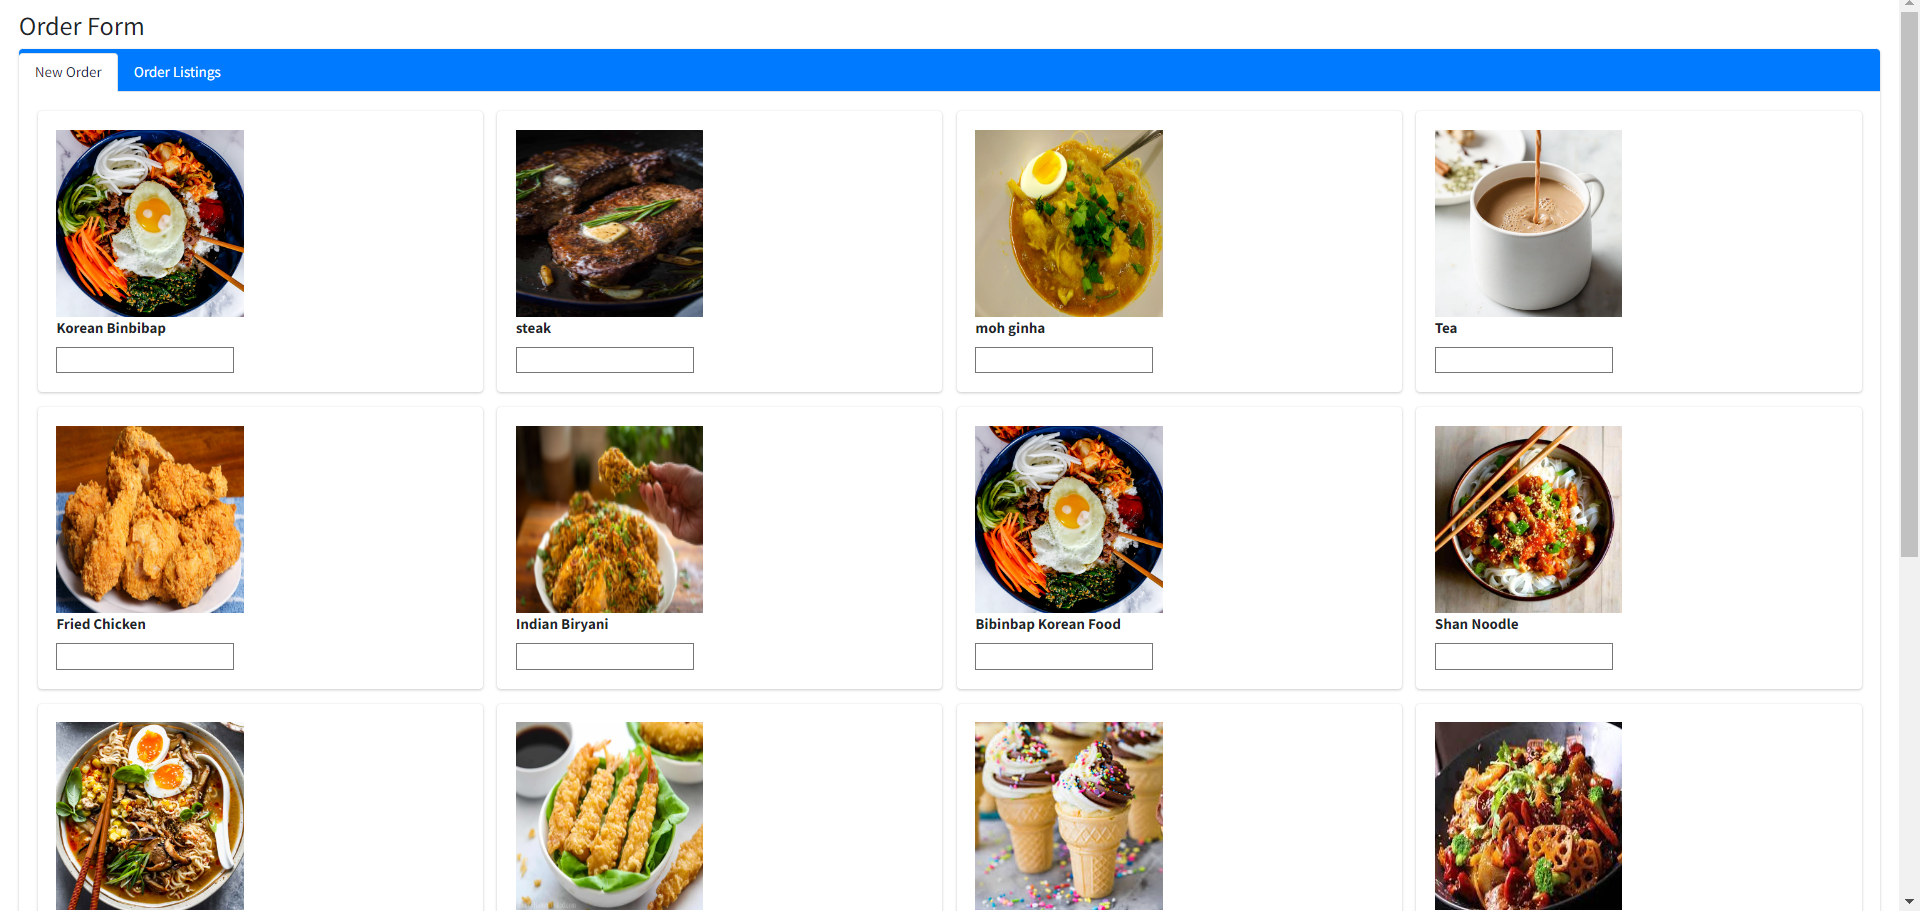 Order Form
New Order
Order Listings
Korean Binbibap
steak
moh ginha
Tea
Fried Chicken
Indian Biryani
Bibinbap Korean Food
Shan Noodle